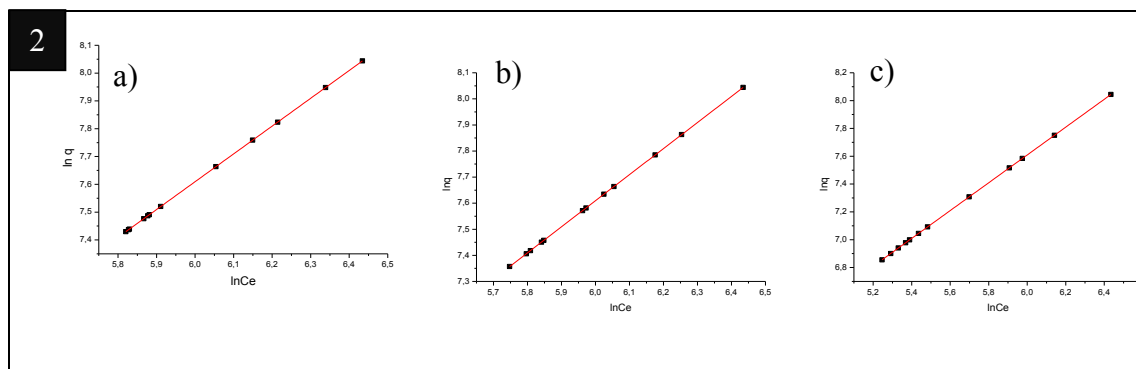 2
a)
8,1
8,0
7,9
7,8
7,7
7,6
7,5
7,4
ln q
5,8 5,9 6,0 6,1 6,2 6,3 6,4 6,5
lnCe
b)
8,1
8,0
7,9
7,8
7,7
7,6
7,5
7,4
7,3
lnq
5,7 5,8 5,9 6,0 6,1 6,2 6,3 6,4 6,5
lnCe
c)
8,2
8,0
7,8
7,6
7,4
7,2
7,0
6,8
lnq
5,2 5,4 5,6 5,8 6,0 6,2 6,4
lnCe